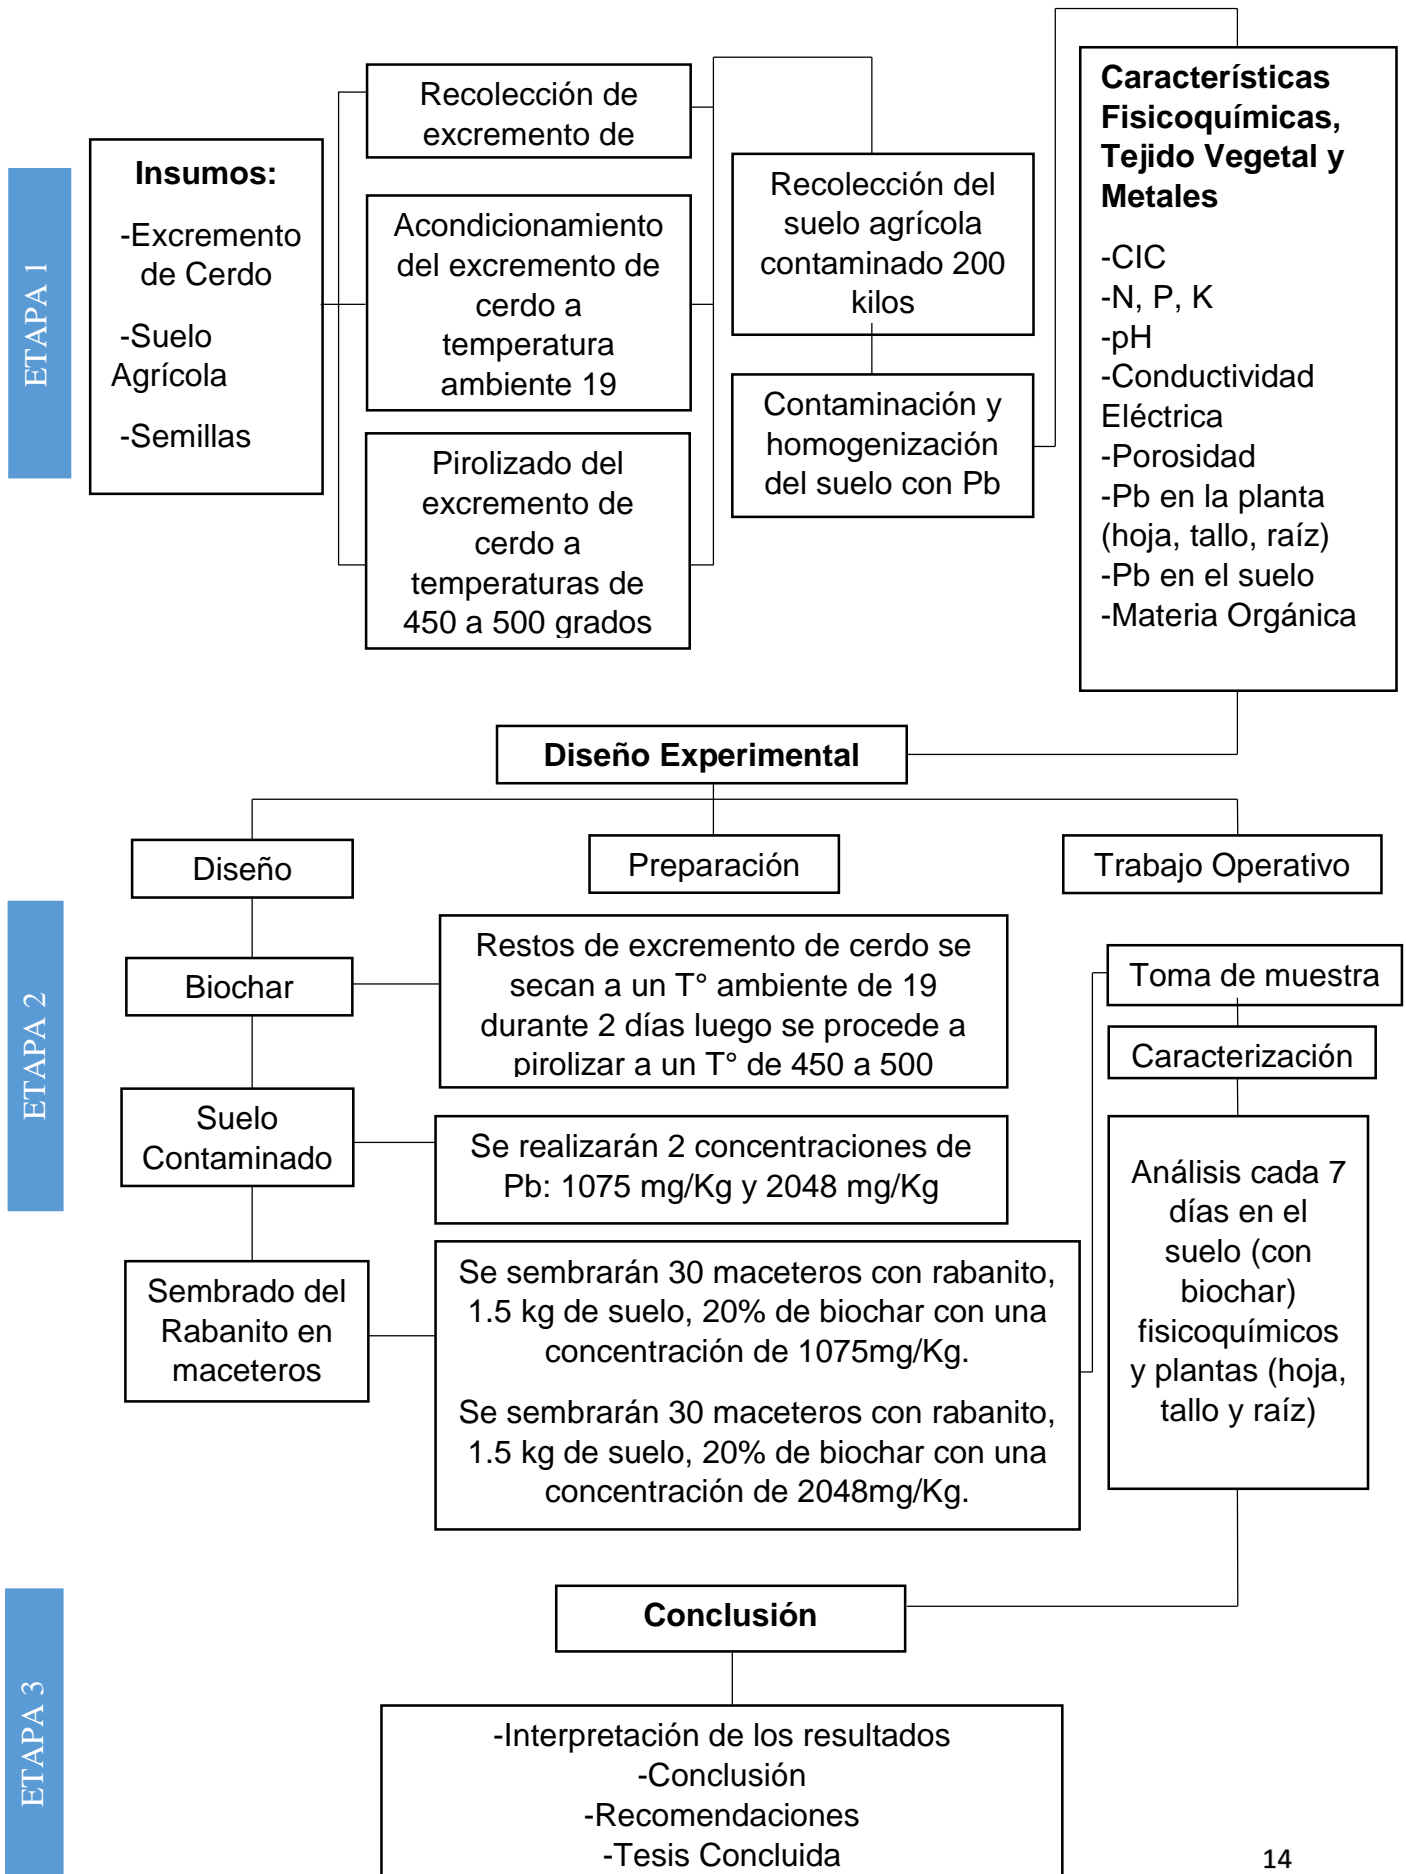 ETAPA 1
Insumos:
-Excremento
de Cerdo
-Suelo
Agrícola
-Semillas
Recolección de
excremento de
Acondicionamiento
del excremento de
cerdo a
temperatura
ambiente 19
Pirolizado del
excremento de
cerdo a
temperaturas de
450 a 500 grados
Recolección del
suelo agrícola
contaminado 200
kilos
Contaminación y
homogenización
del suelo con Pb
Características
Fisicoquímicas,
Tejido Vegetal y
Metales
-CIC
-N, P, K
-pH
-Conductividad
Eléctrica
-Porosidad
-Pb en la planta
(hoja, tallo, raíz)
-Pb en el suelo
-Materia Orgánica
Diseño Experimental
ETAPA 2
Diseño
Preparación
Trabajo Operativo
Biochar
Restos de excremento de cerdo se
secan a un T° ambiente de 19
durante 2 días luego se procede a
pirolizar a un T° de 450 a 500
Suelo
Contaminado
Se realizarán 2 concentraciones de
Pb: 1075 mg/Kg y 2048 mg/Kg
Sembrado del
Rabanito en
maceteros
Se sembrarán 30 maceteros con rabanito,
1.5 kg de suelo, 20% de biochar con una
concentración de 1075mg/Kg.
Se sembrarán 30 maceteros con rabanito,
1.5 kg de suelo, 20% de biochar con una
concentración de 2048mg/Kg.
Toma de muestra
Caracterización
Análisis cada 7
días en el
suelo (con
biochar)
fisicoquímicos
y plantas (hoja,
tallo y raíz)
ETAPA 3
Conclusión
-Interpretación de los resultados
-Conclusión
-Recomendaciones
-Tesis Concluida
14